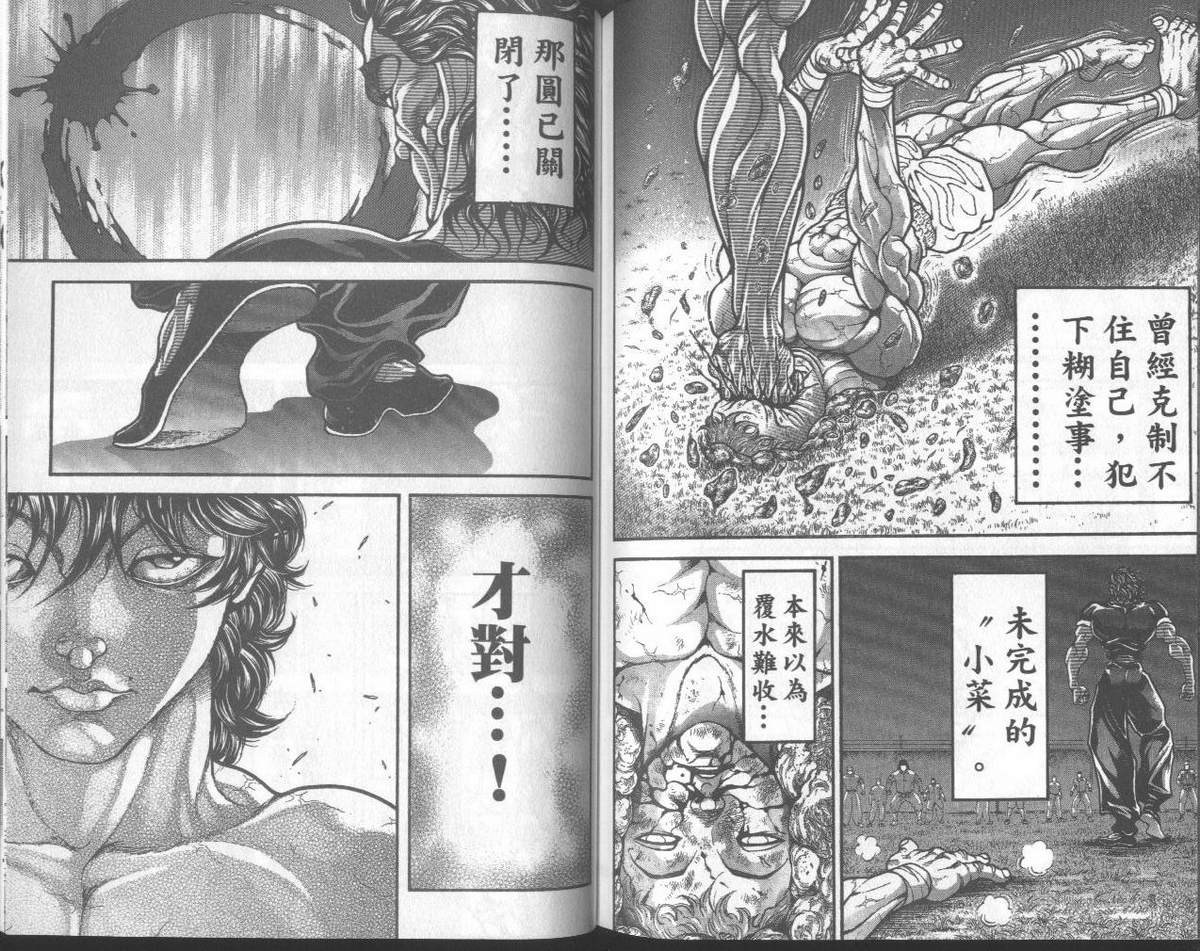 曾經克制不
住自己，犯
下糊塗事…
…………………
未完成的
〝小菜〞。
本來以為
覆水難收…
那圓已關
閉了……
才對…！